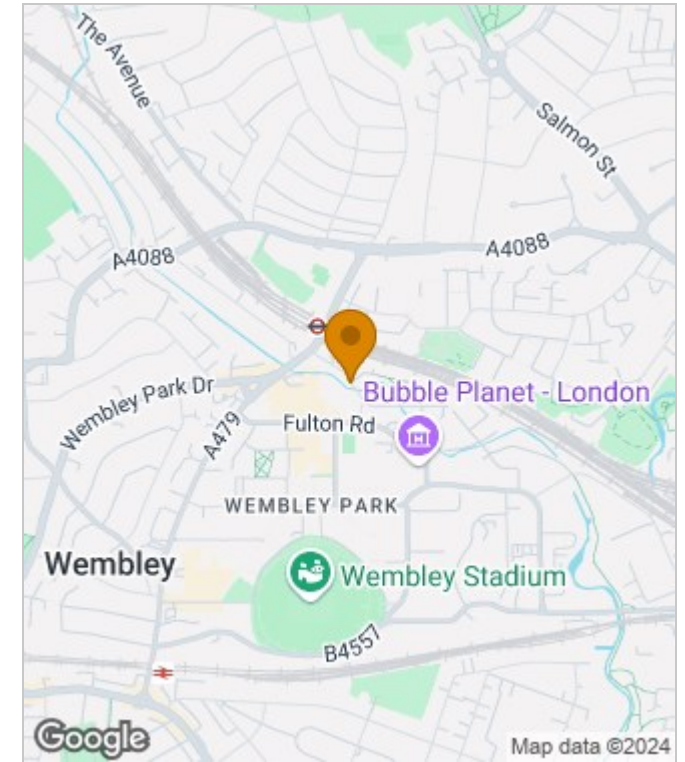 The Avenue
Salmon St
A4088
A4088
Wembley Park Dr
A479
Bubble Planet - London
Fulton Rd
WEMBLEY PARK
Wembley
Wembley Stadium
B4557
Google
Map data ©2024